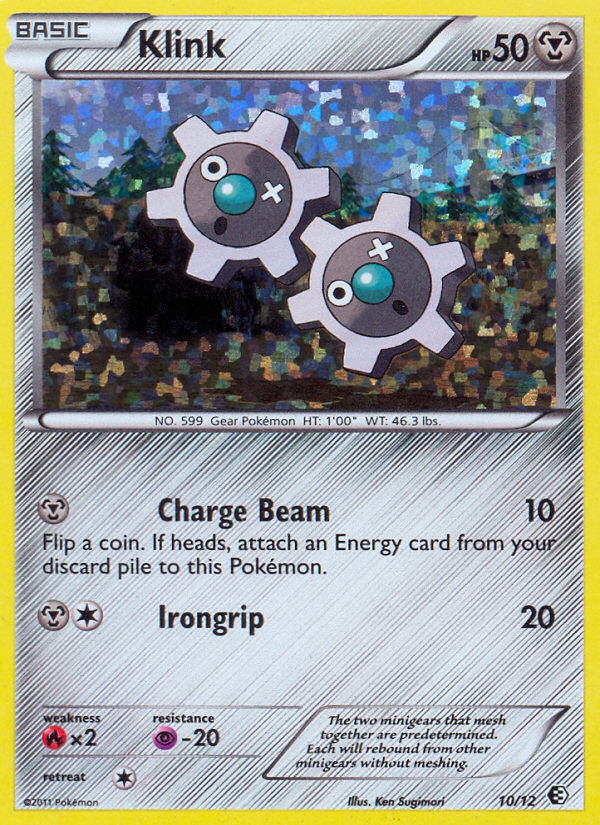 BASIC Klink HP50
NO. 599 Gear Pokémon HT: 1'00" WT: 46.3 lbs.
Charge Beam 10
Flip a coin. If heads, attach an Energy card from your
discard pile to this Pokémon.
Irongrip 20
weakness resistance
×2 -20
retreat
The two minigears that mesh
together are predetermined.
Each will rebound from other
minigears without meshing.
©2011 Pokémon Illus. Ken Sugimori 10/12